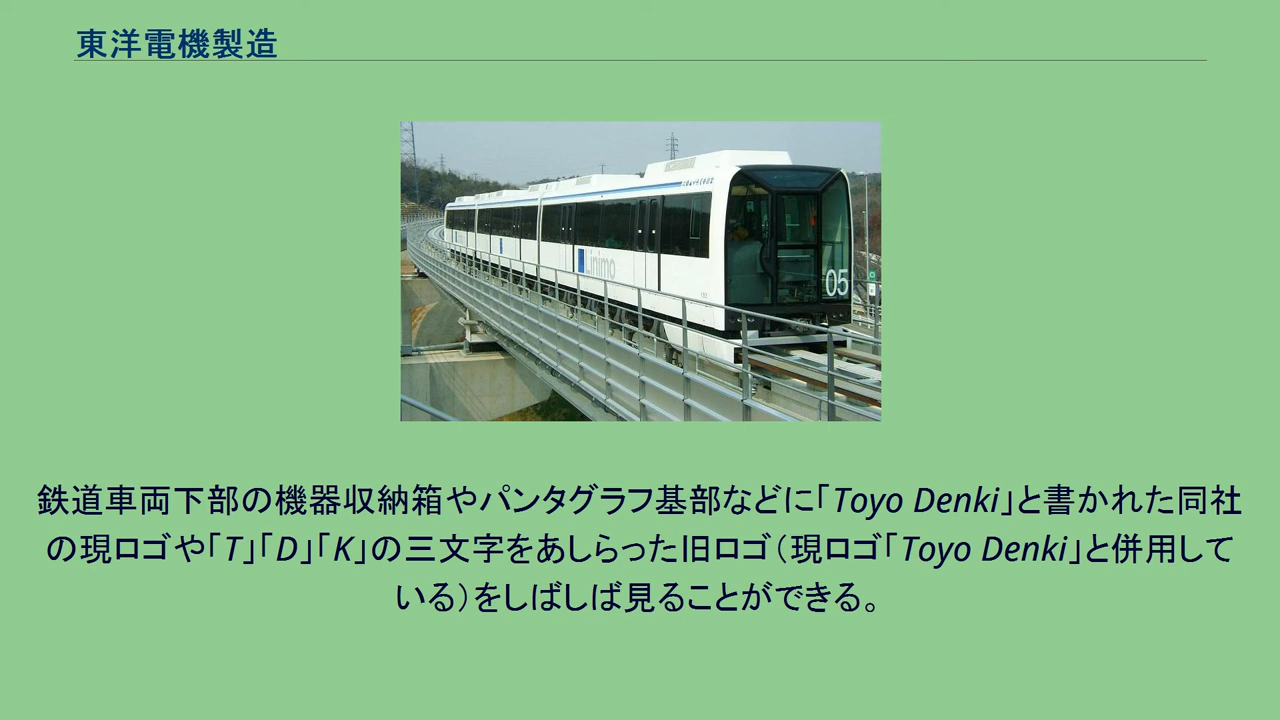 東洋電機製造
Linimo
05
鉄道車両下部の機器収納箱やパンタグラフ基部などに「Toyo Denki」と書かれた同社
の現ロゴや「T」「D」「K」の三文字をあしらった旧ロゴ（現ロゴ「Toyo Denki」と併用して
いる）をしばしば見ることができる。